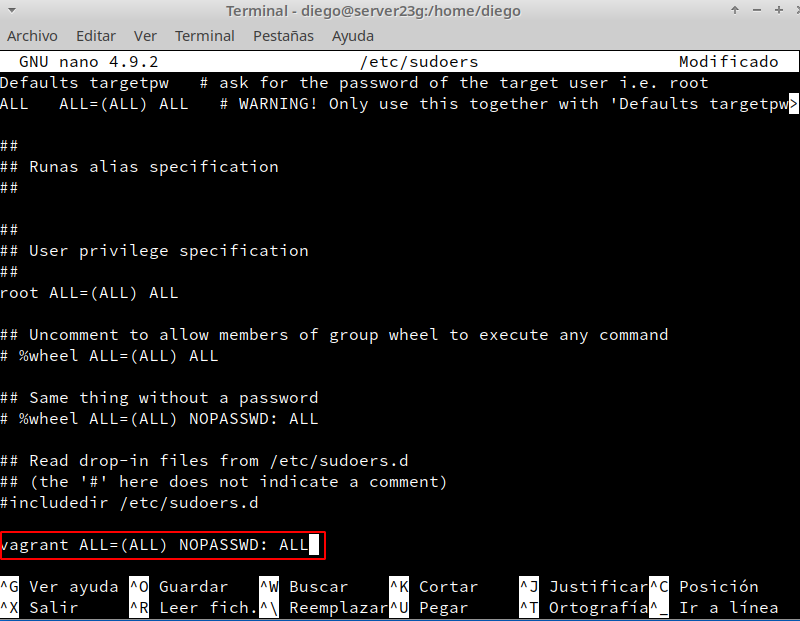 Terminal - diego@server23g:/home/diego
Archivo Editar Ver Terminal Pestañas Ayuda
GNU nano 4.9.2 /etc/sudoers Modificado
Defaults targetpw # ask for the password of the target user i.e. root
ALL ALL=(ALL) ALL # WARNING! Only use this together with 'Defaults targetpw>
##
## Runas alias specification
##
##
## User privilege specification
##
root ALL=(ALL) ALL
## Uncomment to allow members of group wheel to execute any command
# %wheel ALL=(ALL) ALL
## Same thing without a password
# %wheel ALL=(ALL) NOPASSWD: ALL
## Read drop-in files from /etc/sudoers.d
## (the '#' here does not indicate a comment)
#includedir /etc/sudoers.d
vagrant ALL=(ALL) NOPASSWD: ALL
^G Ver ayuda ^O Guardar ^W Buscar ^K Cortar ^J Justificar ^C Posición
^X Salir ^R Leer fich. ^\ Reemplazar ^U Pegar ^T Ortografía ^_ Ir a línea